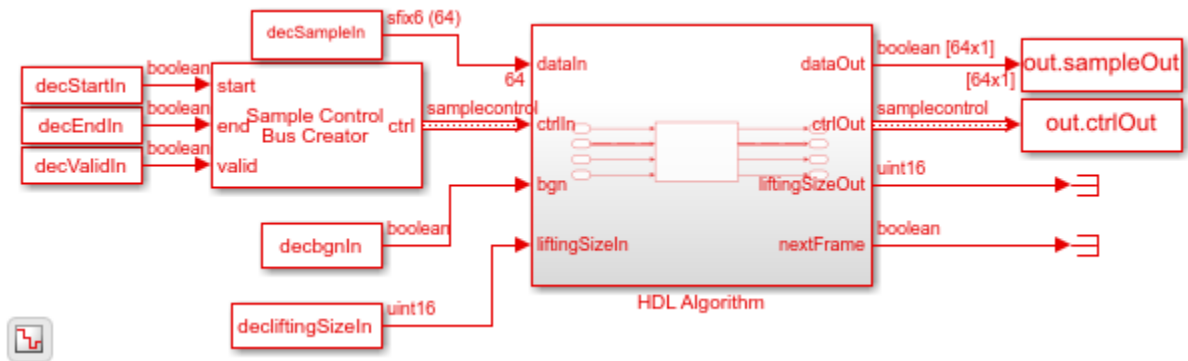 decSampleIn
sfix6 (64)
64
decStartIn
boolean
decEndIn
boolean
decValidIn
boolean
start
end
valid
Sample Control
Bus Creator
ctrl
samplecontrol
decbgnIn
boolean
decliftingSizeIn
uint16
dataIn
ctrlIn
bgn
liftingSizeIn
dataOut
ctrlOut
liftingSizeOut
nextFrame
HDL Algorithm
boolean [64x1]
[64x1]
out.sampleOut
samplecontrol
out.ctrlOut
uint16
boolean